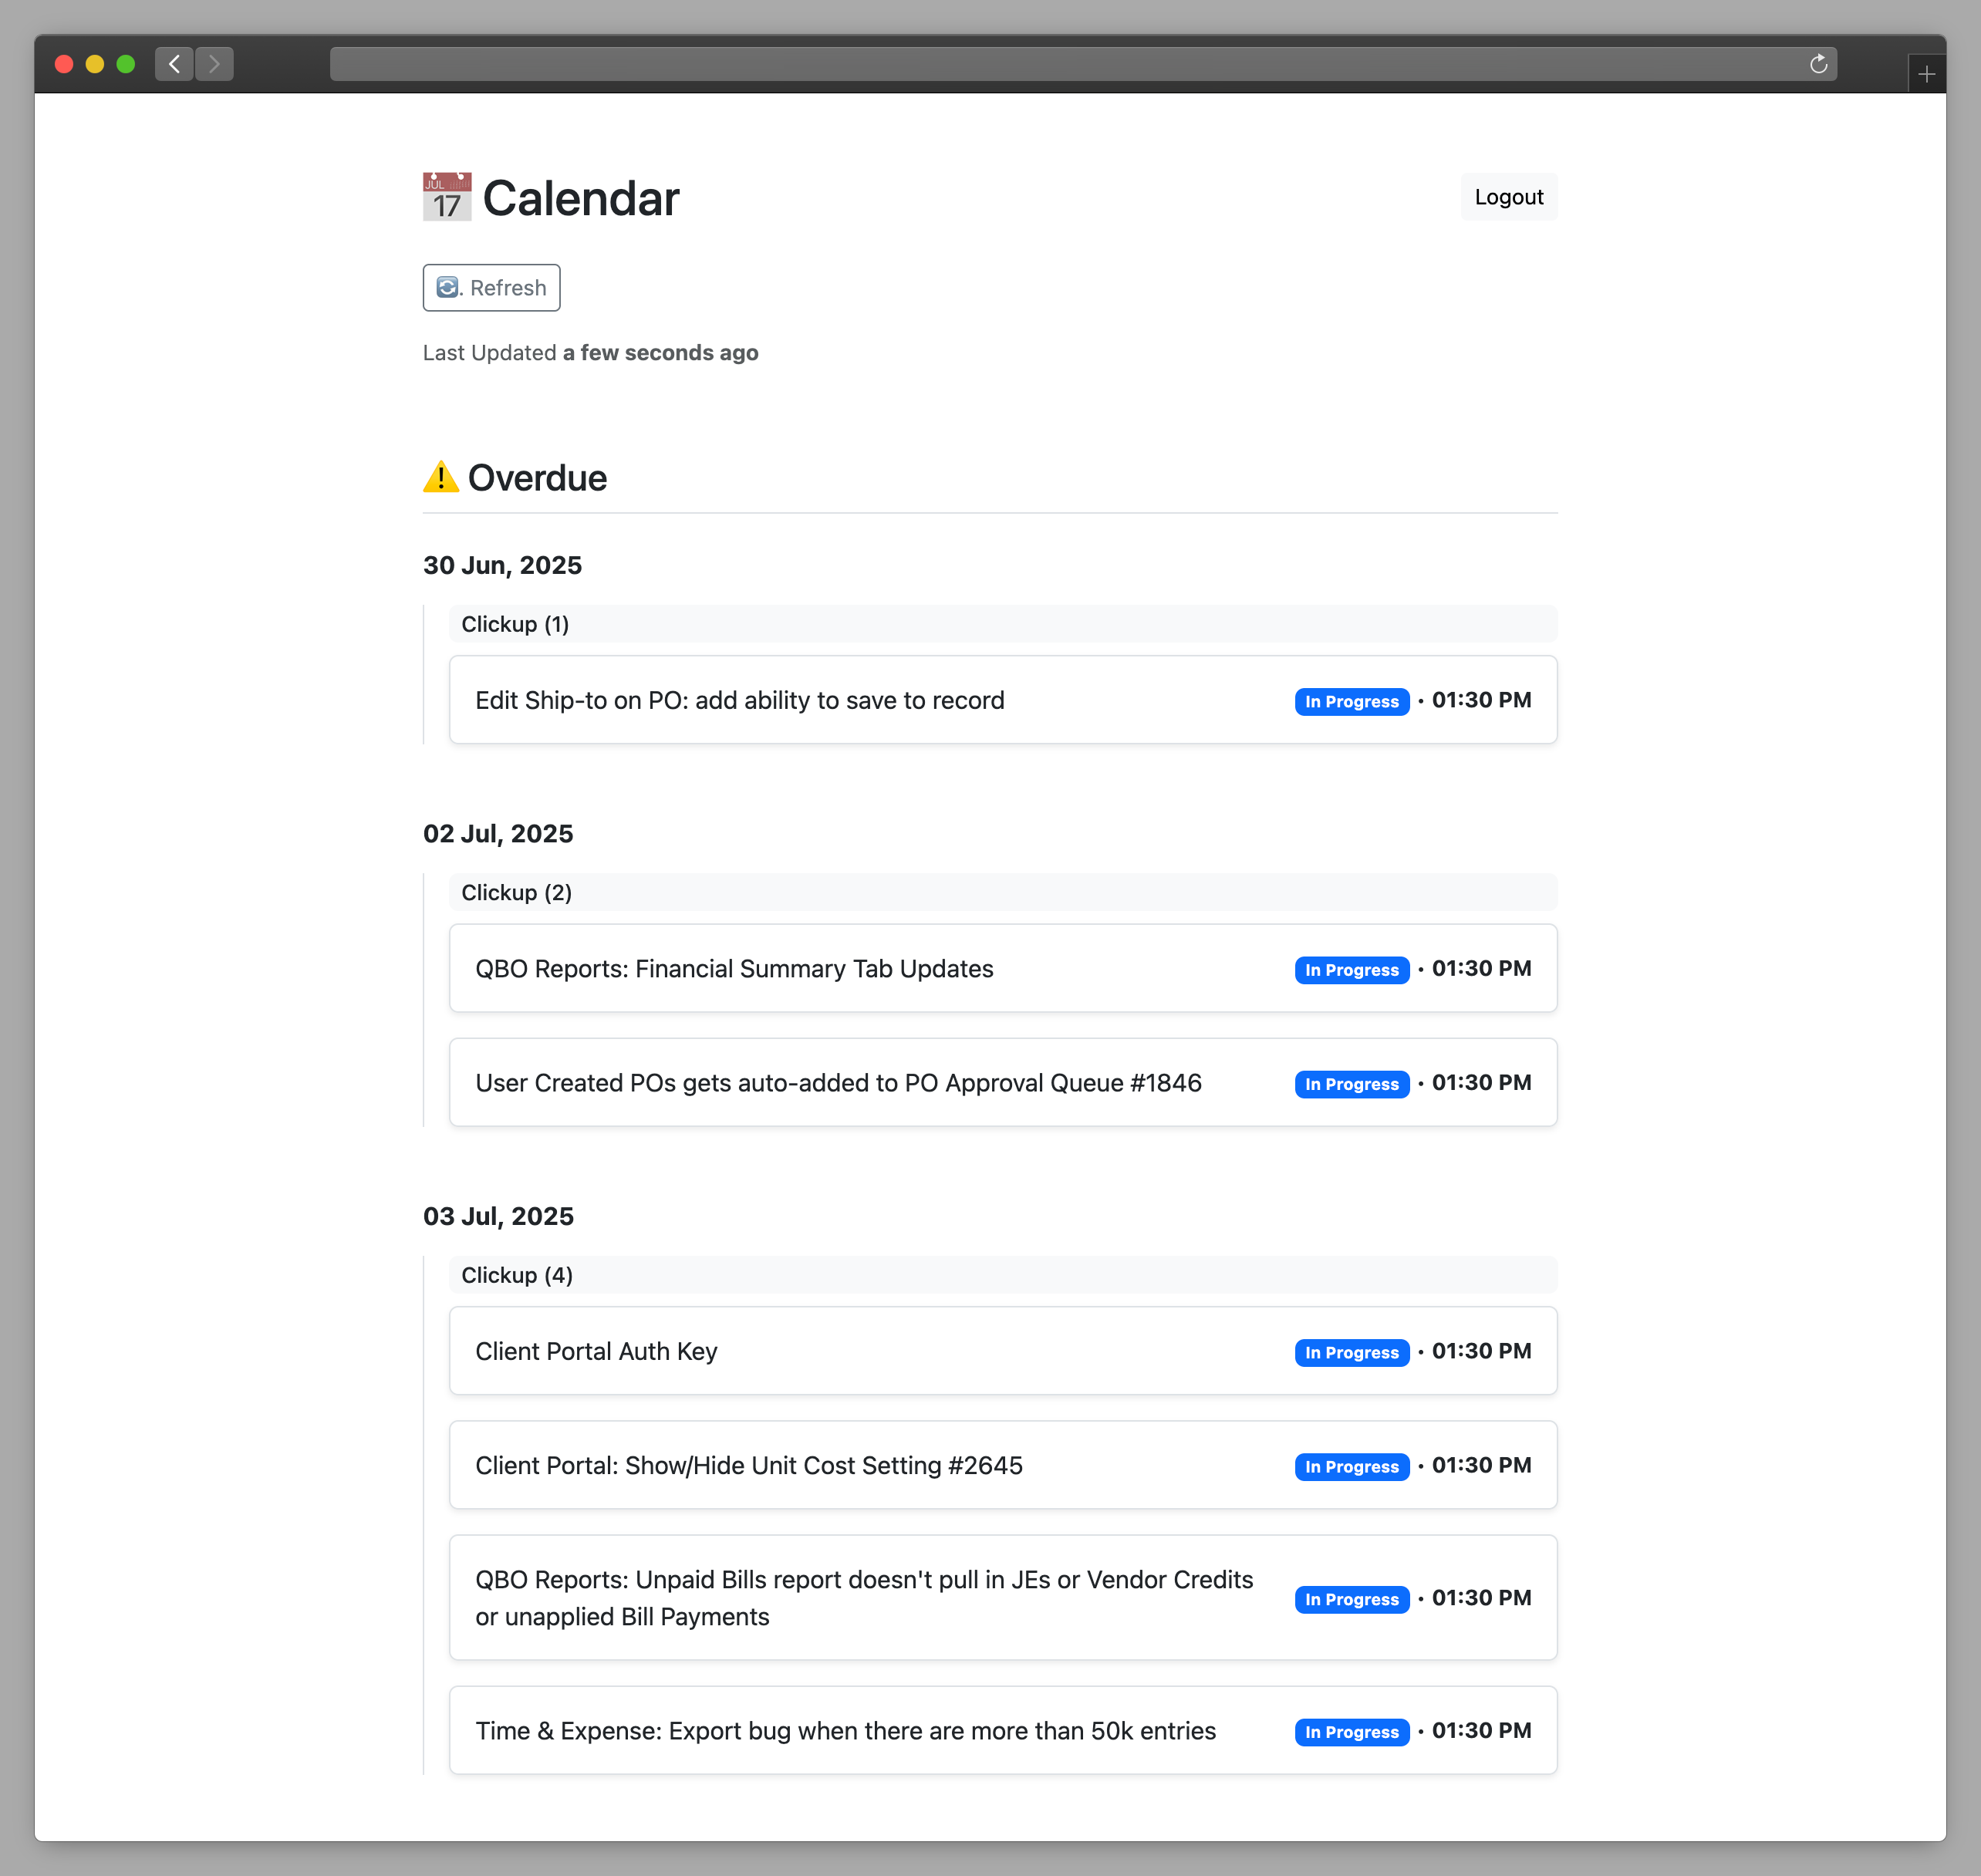 JUL
17
Calendar
Logout
. Refresh
Last Updated a few seconds ago
Overdue
30 Jun, 2025
Clickup (1)
Edit Ship-to on PO: add ability to save to record
In Progress • 01:30 PM
02 Jul, 2025
Clickup (2)
QBO Reports: Financial Summary Tab Updates
In Progress • 01:30 PM
User Created POs gets auto-added to PO Approval Queue #1846
In Progress • 01:30 PM
03 Jul, 2025
Clickup (4)
Client Portal Auth Key
In Progress • 01:30 PM
Client Portal: Show/Hide Unit Cost Setting #2645
In Progress • 01:30 PM
QBO Reports: Unpaid Bills report doesn't pull in JEs or Vendor Credits
or unapplied Bill Payments
In Progress • 01:30 PM
Time & Expense: Export bug when there are more than 50k entries
In Progress • 01:30 PM